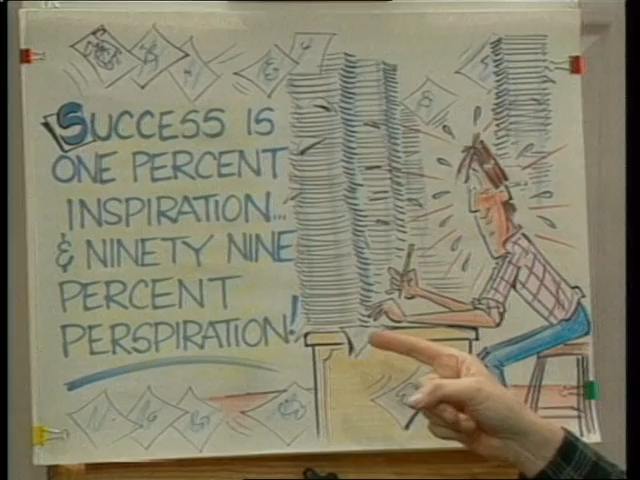 SUCCESS IS
ONE PERCENT
INSPIRATION...
& NINETY NINE
PERCENT
PERSPIRATION!